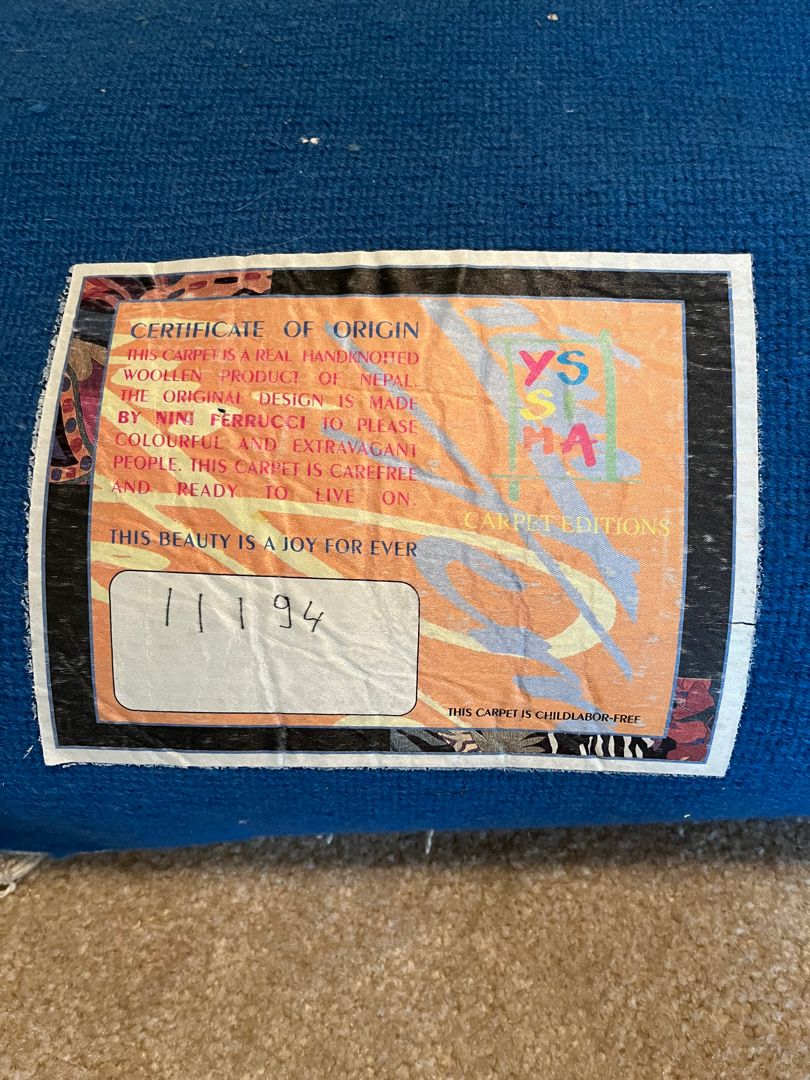 CERTIFICATE OF ORIGIN
THIS CARPET IS A REAL HANDKNOTTED
WOOLLEN PRODUCT OF NEPAL.
THE ORIGINAL DESIGN IS MADE
BY NINI FERRUCCI TO PLEASE
COLOURFUL AND EXTRAVAGANT
PEOPLE. THIS CARPET IS CAREFREE
AND READY TO LIVE ON.
THIS BEAUTY IS A JOY FOR EVER
11194
YS
SI
MA
CARPET EDITIONS
THIS CARPET IS CHILDLABOR-FREE